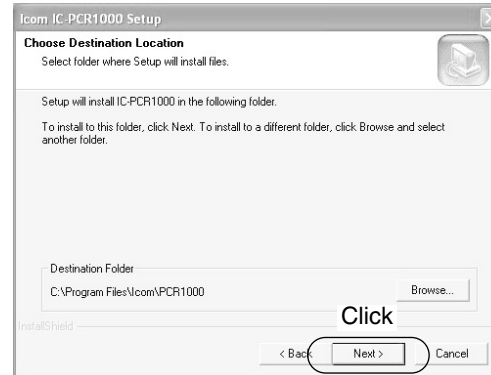 Icom IC-PCR1000 Setup
Choose Destination Location
Select folder where Setup will install files.
Setup will install IC-PCR1000 in the following folder.
To install to this folder, click Next. To install to a different folder, click Browse and select
another folder.
Destination Folder
C:\Program Files\Icom\PCR1000
Browse...
Click
InstallShield
< Back
Next >
Cancel